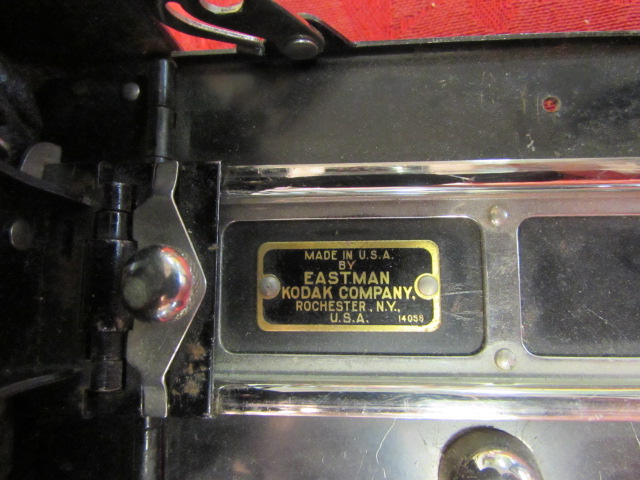 MADE IN U.S.A.
BY
EASTMAN
KODAK COMPANY,
ROCHESTER, N.Y.,
U.S.A.
14058